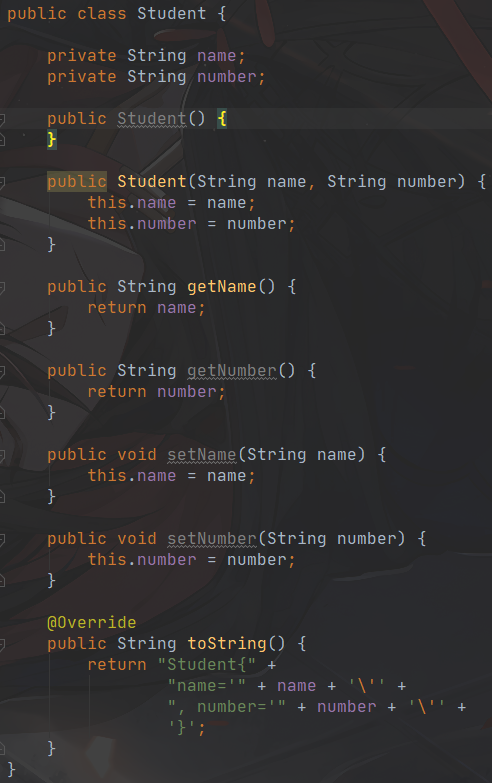 public class Student {
private String name;
private String number;
public Student() {
}
public Student(String name, String number) {
this.name = name;
this.number = number;
}
public String getName() {
return name;
}
public String getNumber() {
return number;
}
public void setName(String name) {
this.name = name;
}
public void setNumber(String number) {
this.number = number;
}
@Override
public String toString() {
return "Student{" +
"name='" + name + '\'' +
", number='" + number + '\'' +
'}';
}
}